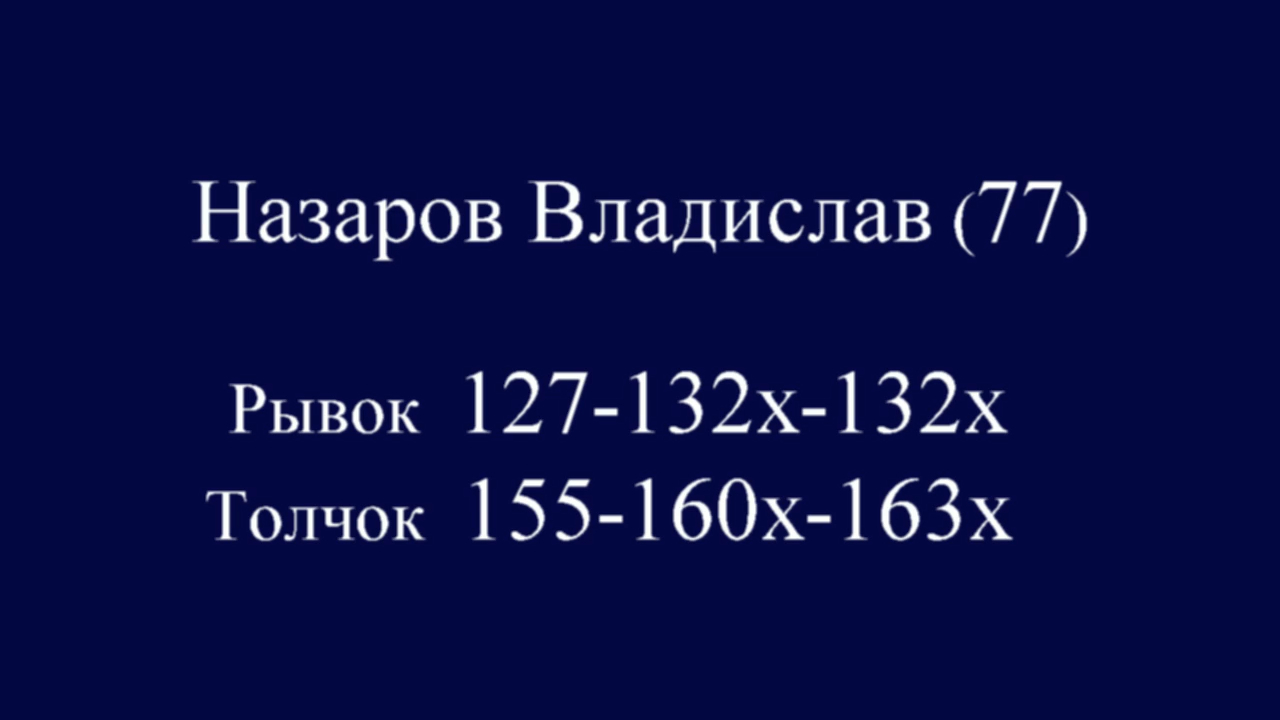 Назаров Владислав (77)
Рывок 127-132х-132х
Толчок 155-160х-163х